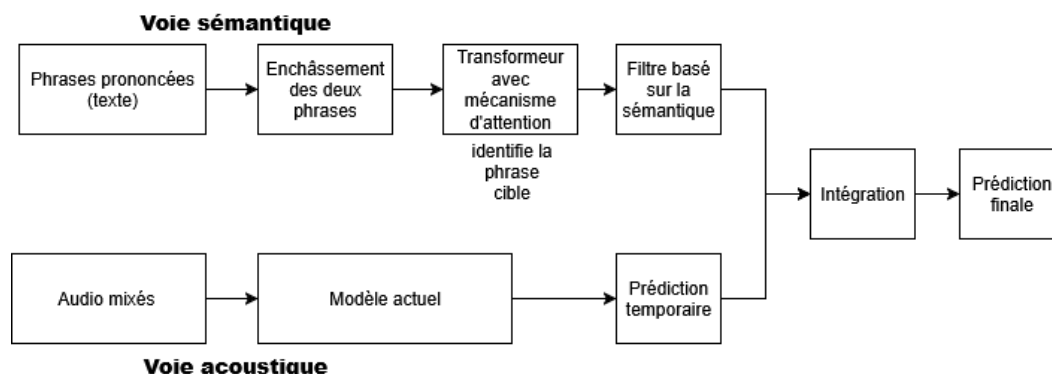 Voie sémantique
Phrases prononcées
(texte)
Enchâssement
des deux
phrases
Transformeur
avec
mécanisme
d'attention
identifie la
phrase
cible
Filtre basé
sur la
sémantique
Intégration
Prédiction
finale
Audio mixés
Modèle actuel
Prédiction
temporaire
Voie acoustique